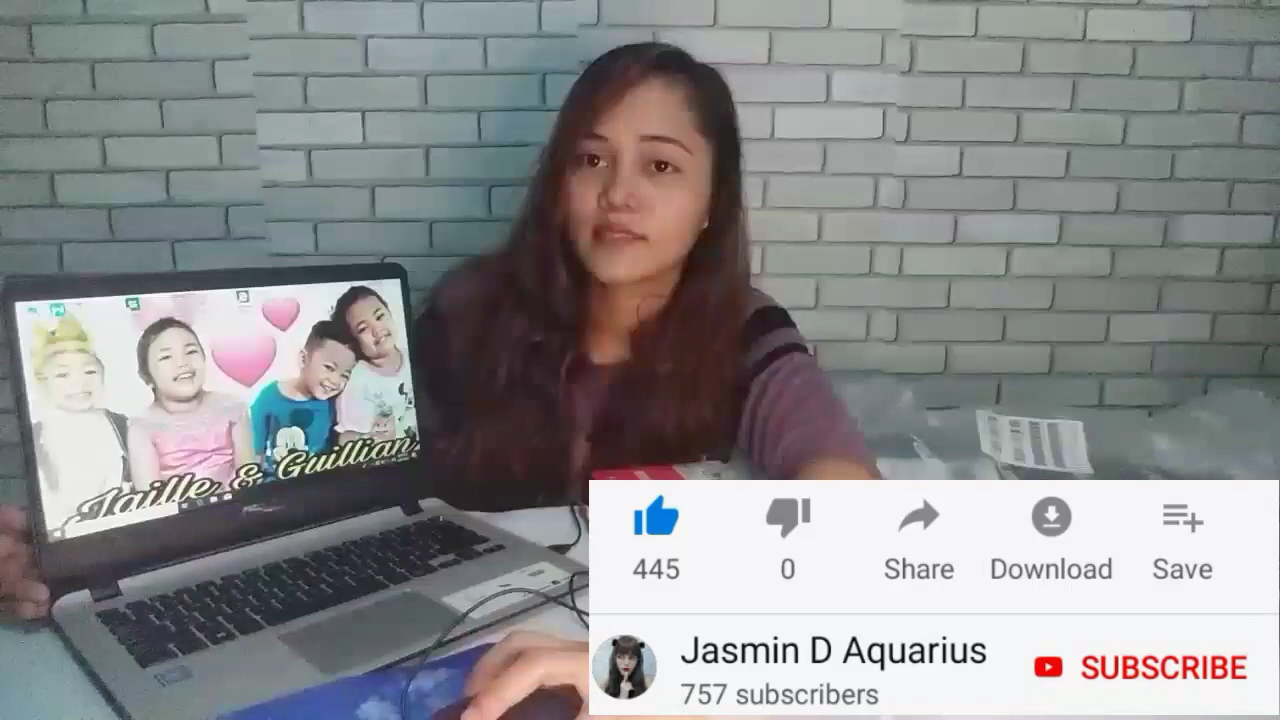 Jaille & Guillian
445
0
Share
Download
Save
Jasmin D Aquarius
757 subscribers
SUBSCRIBE